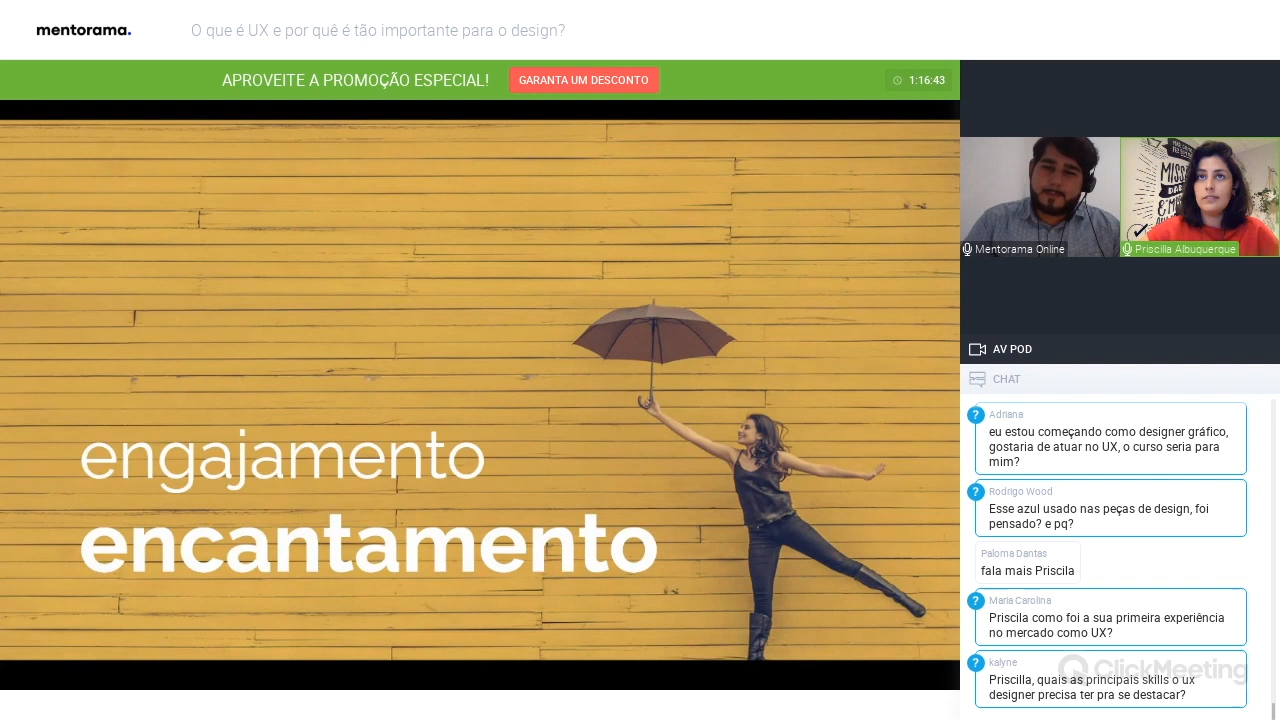 mentorama.
O que é UX e por quê é tão importante para o design?
APROVEITE A PROMOÇÃO ESPECIAL!
GARANTA UM DESCONTO
1:16:43
engajamento
encantamento
Mentorama Online
Priscilla Albuquerque
AV POD
CHAT
?
Adriana
eu estou começando como designer gráfico,
gostaria de atuar no UX, o curso seria para
mim?
?
Rodrigo Wood
Esse azul usado nas peças de design, foi
pensado? e pq?
Paloma Dantas
fala mais Priscila
?
Maria Carolina
Priscila como foi a sua primeira experiência
no mercado como UX?
?
kalyne
Priscilla, quais as principais skills o ux
designer precisa ter pra se destacar?
ClickMeeting